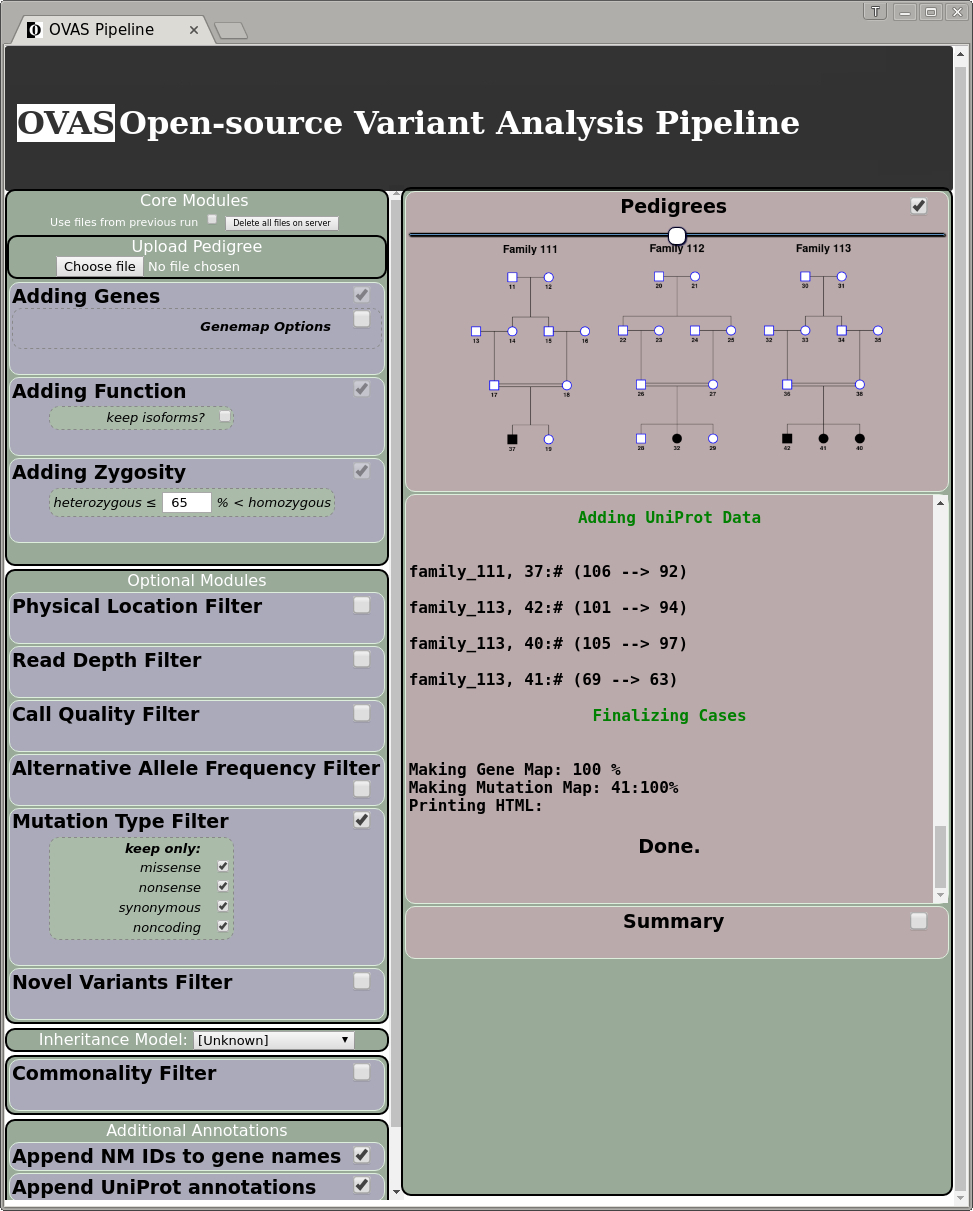 OVAS Pipeline
T
OVAS Open-source Variant Analysis Pipeline
Core Modules
Use files from previous run Delete all files on server
Upload Pedigree
Choose file No file chosen
Adding Genes
Genemap Options
Adding Function
keep isoforms?
Adding Zygosity
heterozygous ≤ 65 % < homozygous
Optional Modules
Physical Location Filter
Read Depth Filter
Call Quality Filter
Alternative Allele Frequency Filter
Mutation Type Filter
keep only:
missense
nonsense
synonymous
noncoding
Novel Variants Filter
Inheritance Model: [Unknown]
Commonality Filter
Additional Annotations
Append NM IDs to gene names
Append UniProt annotations
Pedigrees
Family 111 Family 112 Family 113
11 12 20 21 30 31
13 14 15 16 22 23 24 25 32 33 34 35
17 18 26 27 36 38
37 19 28 32 29 42 41 40
Adding UniProt Data
family_111, 37:# (106 --> 92)
family_113, 42:# (101 --> 94)
family_113, 40:# (105 --> 97)
family_113, 41:# (69 --> 63)
Finalizing Cases
Making Gene Map: 100 %
Making Mutation Map: 41:100%
Printing HTML:
Done.
Summary